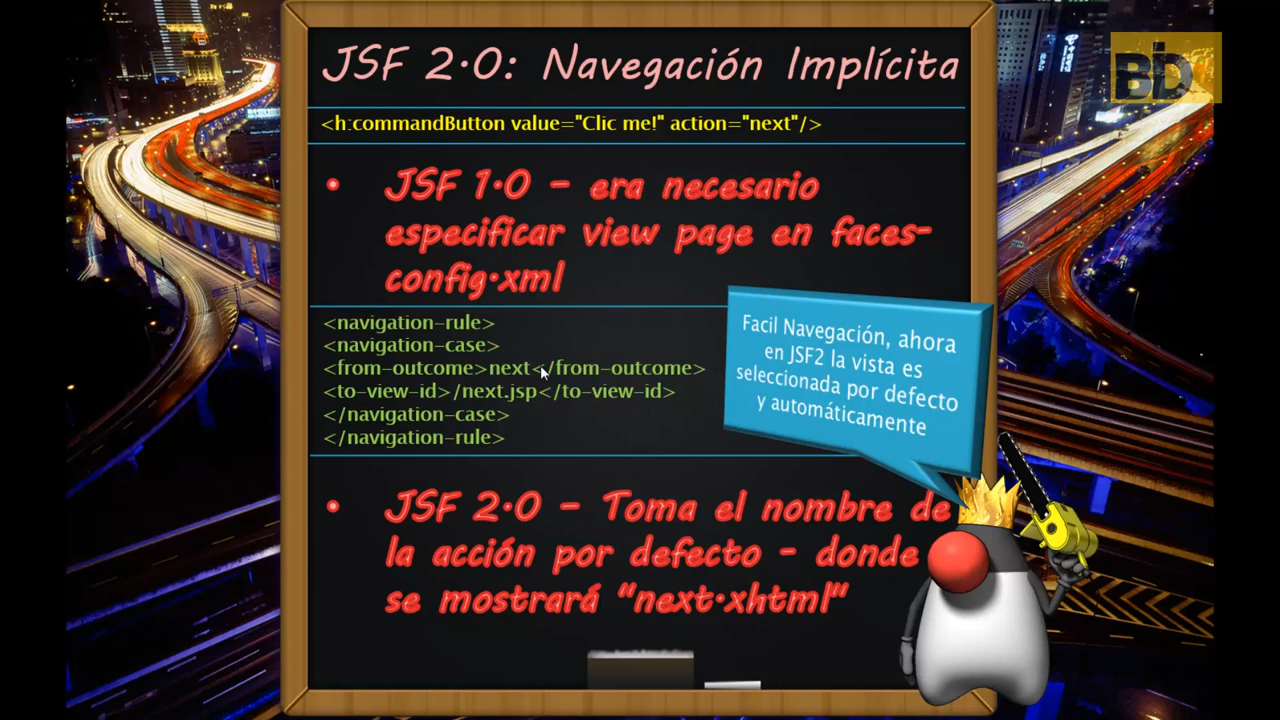 JSF 2.0: Navegación Implícita
BID
<h:commandButton value="Clic me!" action="next"/>
• JSF 1.0 - era necesario
especificar view page en faces-
config.xml
<navigation-rule>
<navigation-case>
<from-outcome>next</from-outcome>
<to-view-id>/next.jsp</to-view-id>
</navigation-case>
</navigation-rule>
Facil Navegación, ahora
en JSF2 la vista es
seleccionada por defecto
y automáticamente
• JSF 2.0 - Toma el nombre de
la acción por defecto - donde
se mostrará "next.xhtml"